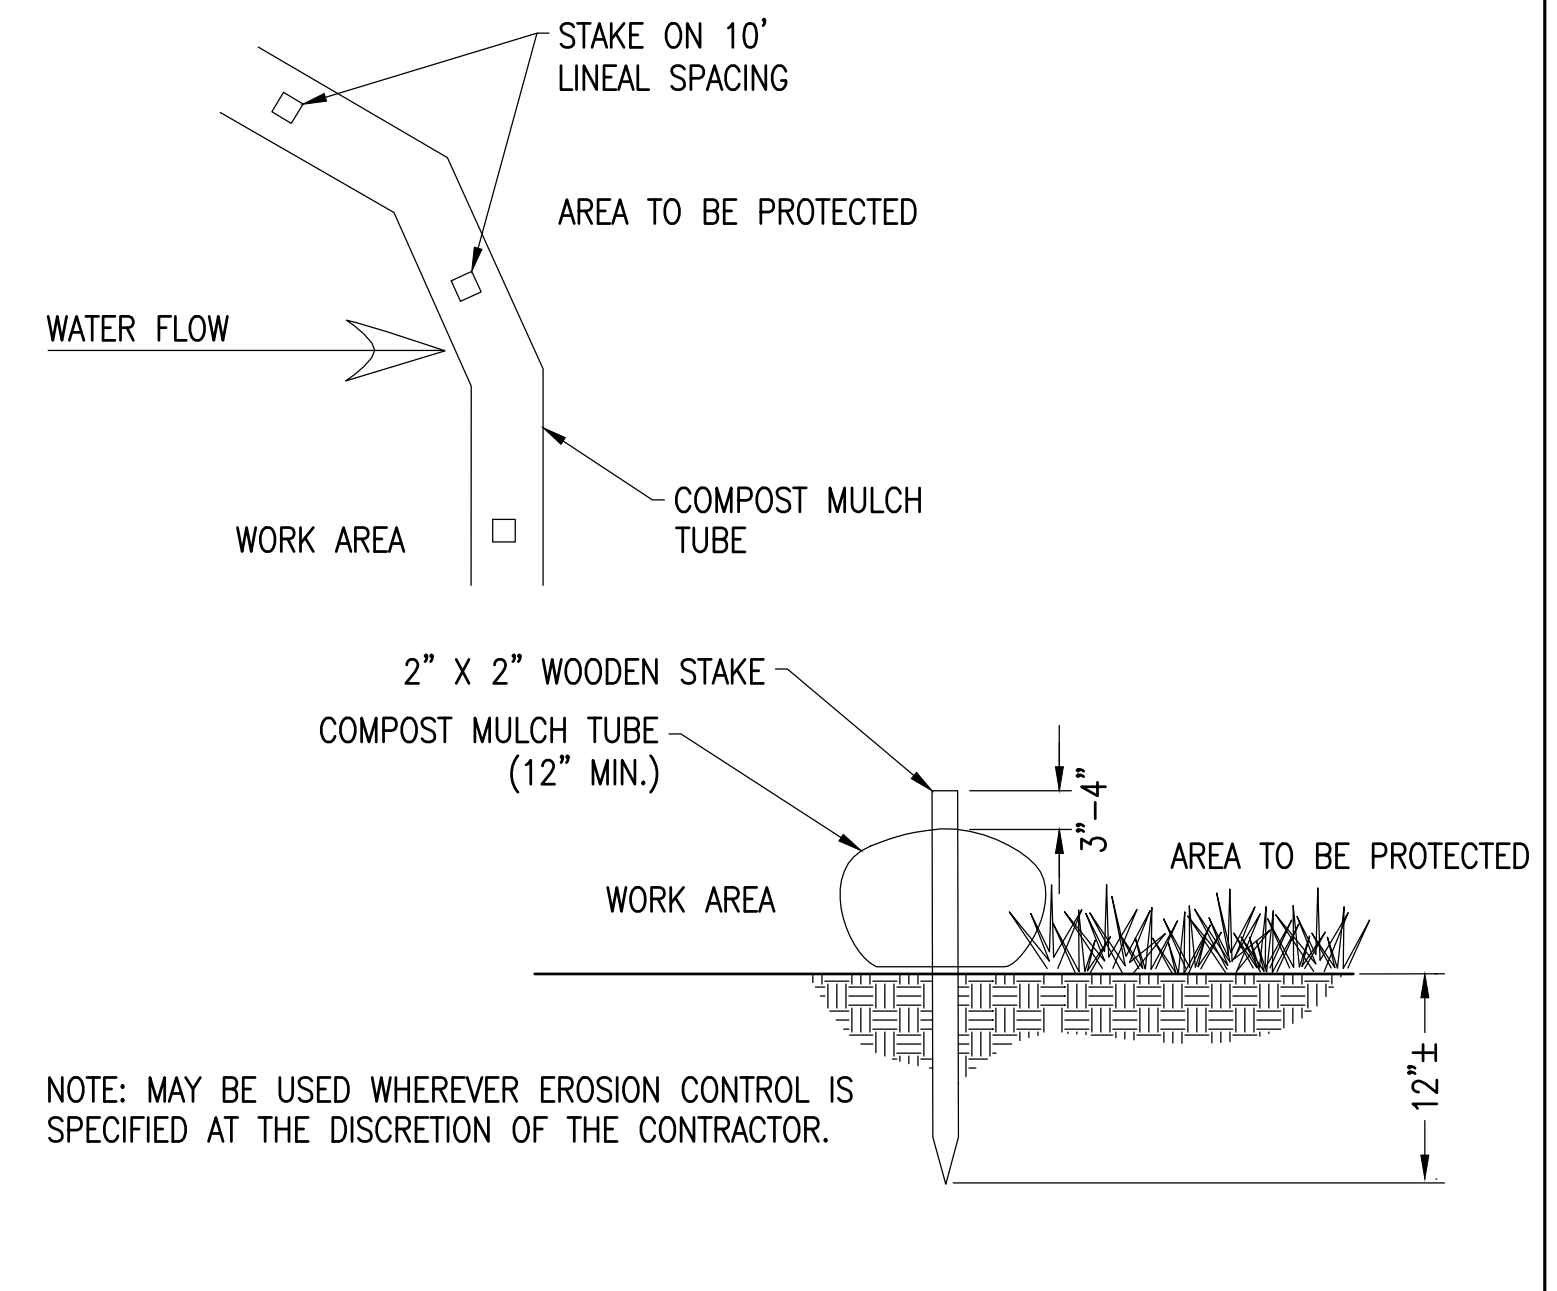 STAKE ON 10'
LINEAL SPACING
AREA TO BE PROTECTED
WATER FLOW
COMPOST MULCH
TUBE
WORK AREA
2" X 2" WOODEN STAKE
COMPOST MULCH TUBE
(12" MIN.)
3"-4"
AREA TO BE PROTECTED
WORK AREA
12"±
NOTE: MAY BE USED WHEREVER EROSION CONTROL IS
SPECIFIED AT THE DISCRETION OF THE CONTRACTOR.